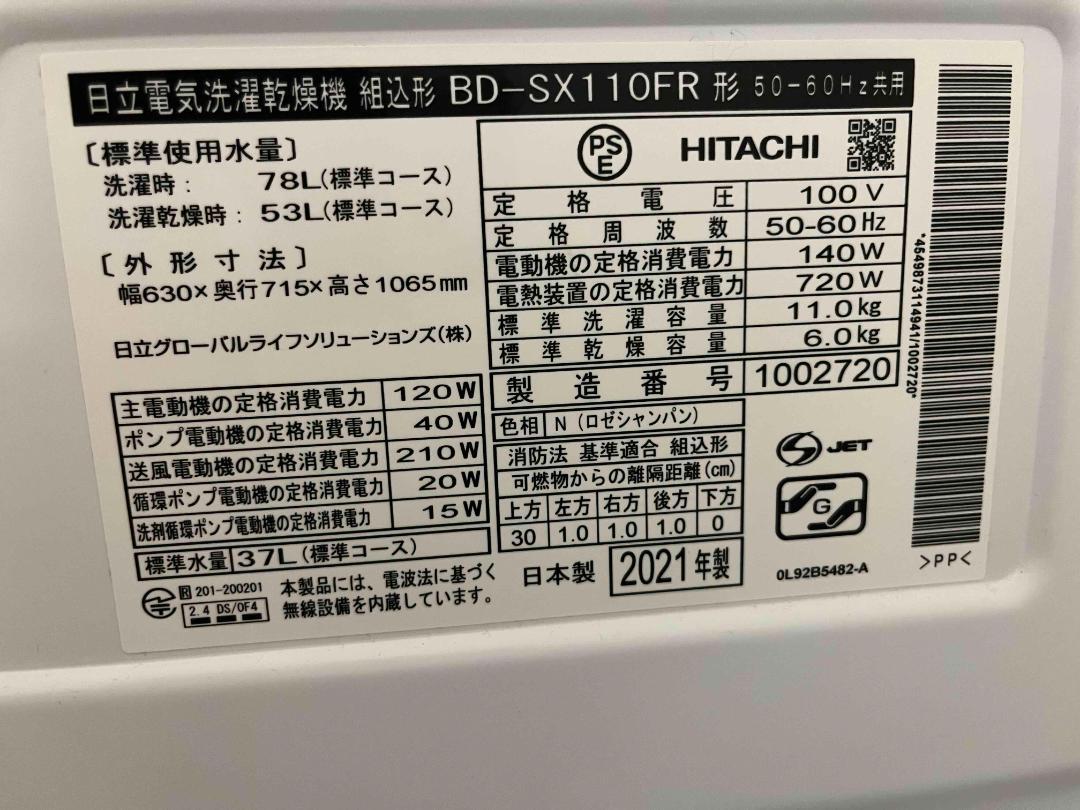 日立電気洗濯乾燥機 組込形 BD-SX110FR 形 50-60Hz共用
〔標準使用水量〕
洗濯時： 78L(標準コース)
洗濯乾燥時： 53L(標準コース)
〔外形寸法〕
幅630×奥行715×高さ1065mm
日立グローバルライフソリューションズ(株)
主電動機の定格消費電力 120W
ポンプ電動機の定格消費電力 40W
送風電動機の定格消費電力 210W
循環ポンプ電動機の定格消費電力 20W
洗剤循環ポンプ電動機の定格消費電力 15W
標準水量 37L(標準コース)
R 201-200201
2.4 DS/OF4
本製品には、電波法に基づく
無線設備を内蔵しています。
PSE HITACHI
定格電圧 100V
定格周波数 50-60Hz
電動機の定格消費電力 140W
電熱装置の定格消費電力 720W
標準洗濯容量 11.0kg
標準乾燥容量 6.0kg
製造番号 1002720
色相 N (ロゼシャンパン)
消防法 基準適合 組込形
可燃物からの離隔距離(cm)
上方 左方 右方 後方 下方
30 1.0 1.0 1.0 0
日本製 2021年製
S JET
G
0L92B5482-A
*4549873114941/1002720*
>PP<